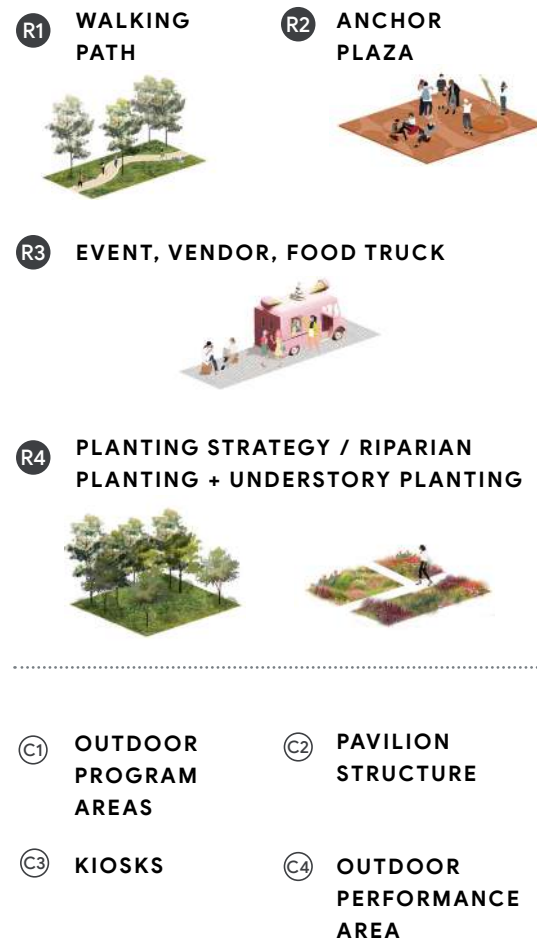 R1 WALKING
PATH
R2 ANCHOR
PLAZA
R3 EVENT, VENDOR, FOOD TRUCK
R4 PLANTING STRATEGY / RIPARIAN
PLANTING + UNDERSTORY PLANTING
C1 OUTDOOR
PROGRAM
AREAS
C2 PAVILION
STRUCTURE
C3 KIOSKS
C4 OUTDOOR
PERFORMANCE
AREA